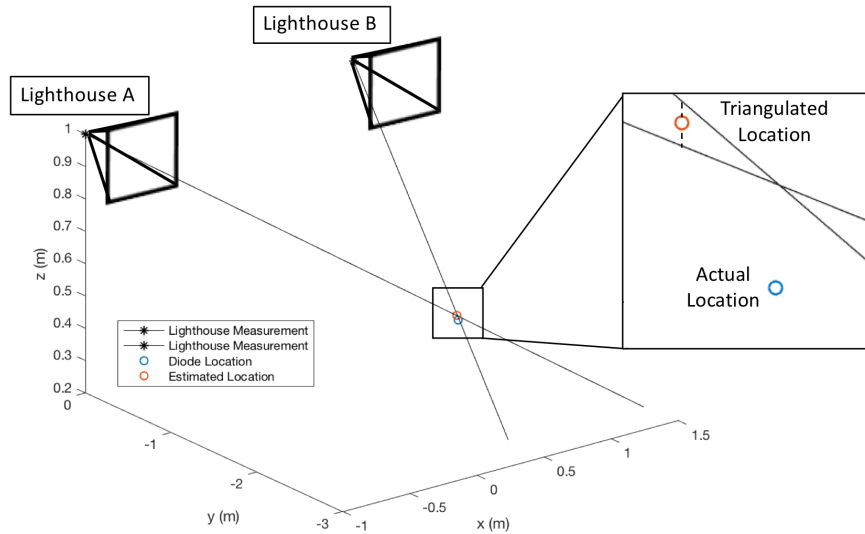 Lighthouse B
Lighthouse A
Triangulated
Location
Actual
Location
1
0.9
0.8
0.7
0.6
0.5
0.4
0.3
0.2
z (m)
Lighthouse Measurement
Lighthouse Measurement
Diode Location
Estimated Location
0
-1
-2
-3
y (m)
-1
-0.5
0
0.5
1
1.5
x (m)